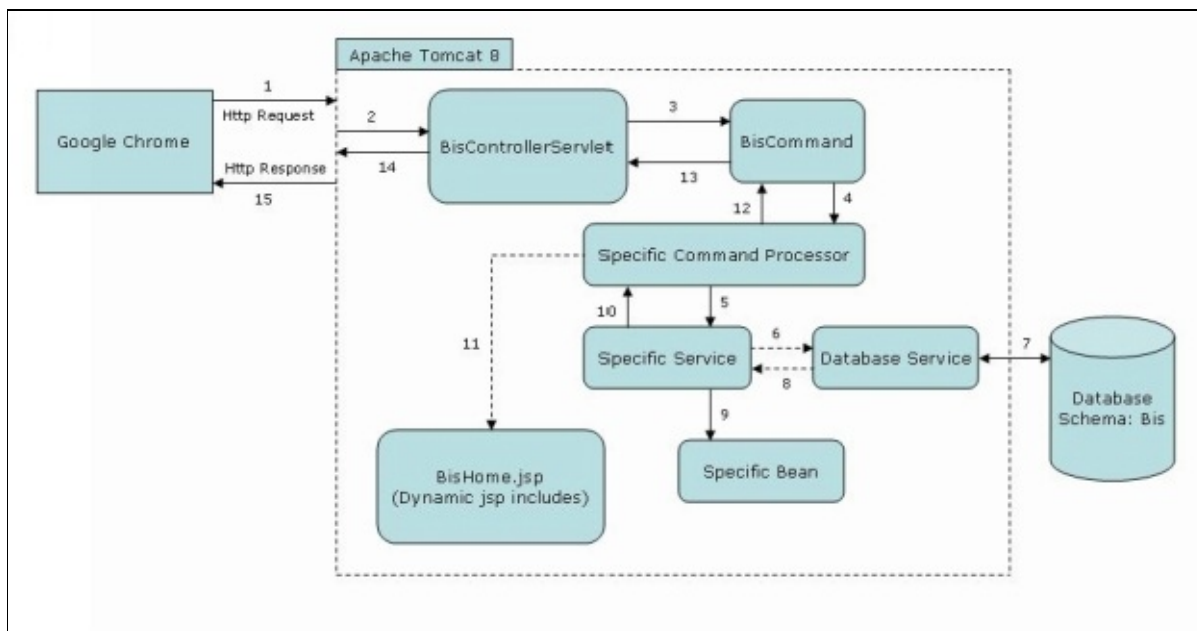 Apache Tomcat 8
1
Http Request
2
3
Google Chrome
BisControllerServlet
BisCommand
Http Response
14
13
15
12
4
Specific Command Processor
10
5
11
6
Specific Service
Database Service
7
8
9
Database
Schema: Bis
BisHome.jsp
(Dynamic jsp includes)
Specific Bean